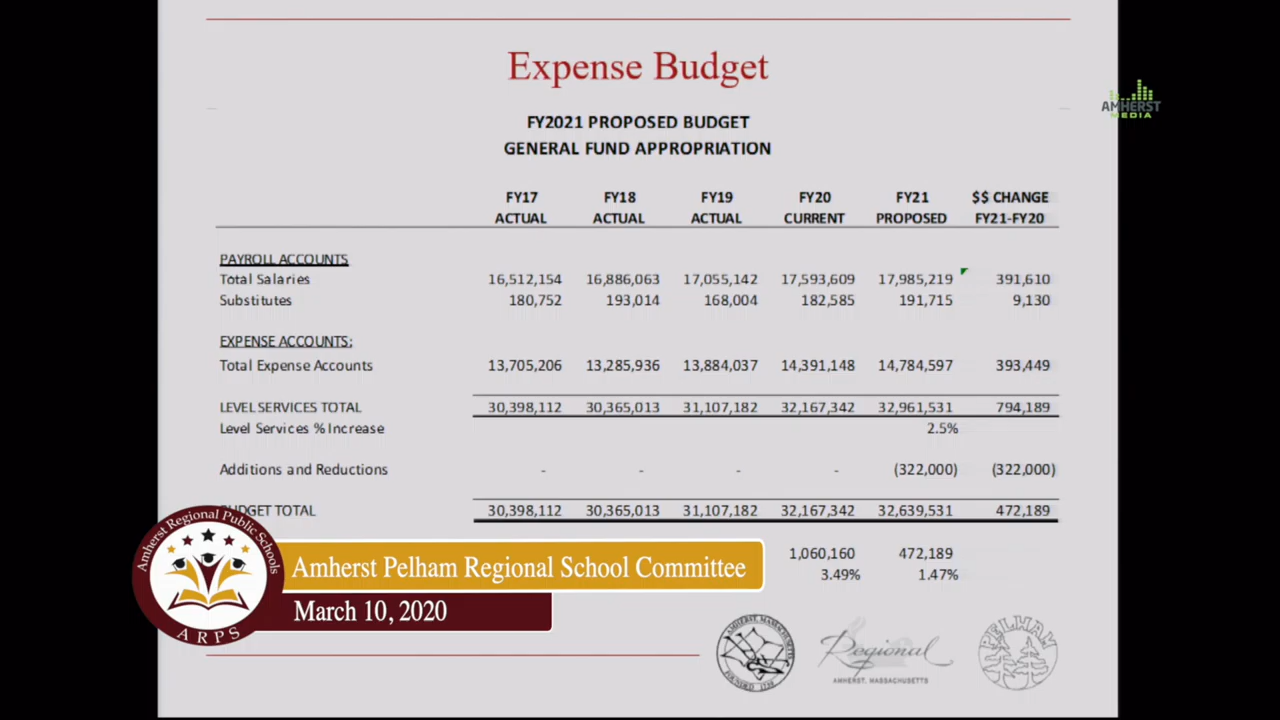 Expense Budget
AMHERST
MEDIA
FY2021 PROPOSED BUDGET
GENERAL FUND APPROPRIATION
FY17 FY18 FY19 FY20 FY21 $$ CHANGE
ACTUAL ACTUAL ACTUAL CURRENT PROPOSED FY21-FY20
PAYROLL ACCOUNTS
Total Salaries 16,512,154 16,886,063 17,055,142 17,593,609 17,985,219 391,610
Substitutes 180,752 193,014 168,004 182,585 191,715 9,130
EXPENSE ACCOUNTS:
Total Expense Accounts 13,705,206 13,285,936 13,884,037 14,391,148 14,784,597 393,449
LEVEL SERVICES TOTAL 30,398,112 30,365,013 31,107,182 32,167,342 32,961,531 794,189
Level Services % Increase 2.5%
Additions and Reductions - - - - (322,000) (322,000)
BUDGET TOTAL 30,398,112 30,365,013 31,107,182 32,167,342 32,639,531 472,189
1,060,160 472,189
3.49% 1.47%
Amherst Regional Public Schools
ARPS
Amherst Pelham Regional School Committee
March 10, 2020
AMHERST, MASSACHUSETTS
Regional
AMHERST, MASSACHUSETTS
PELHAM